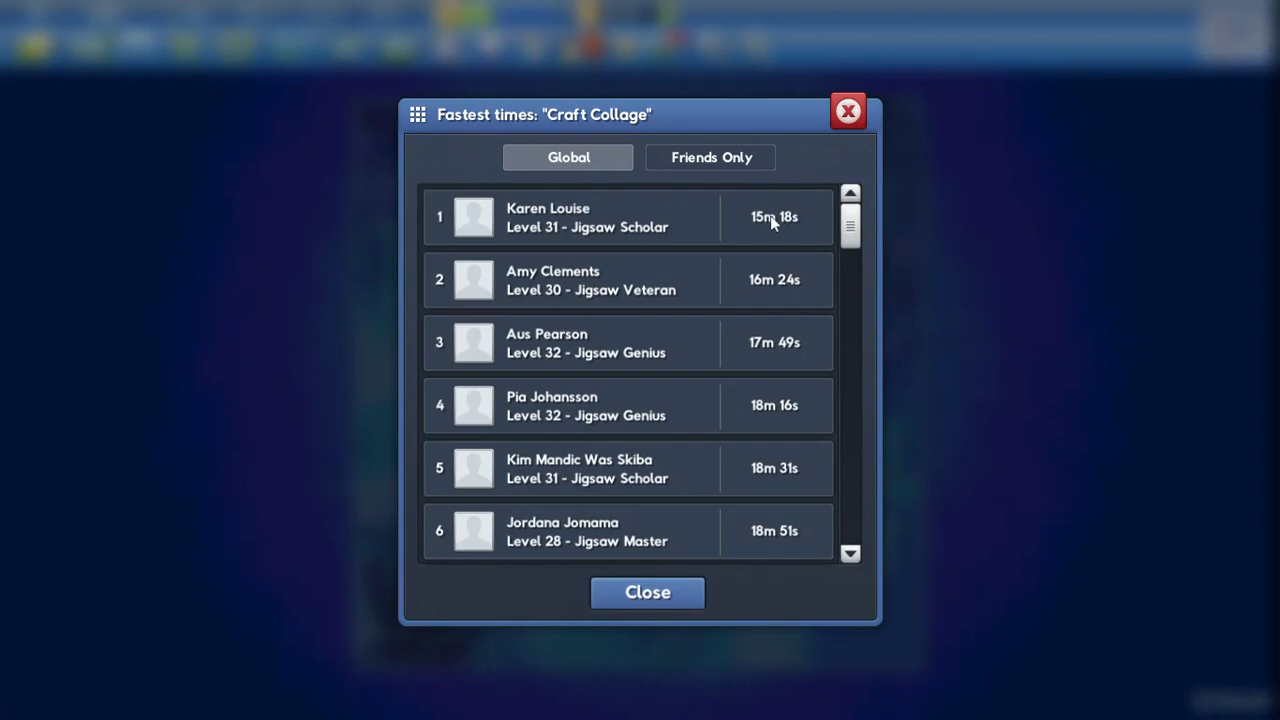 Fastest times: "Craft Collage"
Global
Friends Only
1
Karen Louise
Level 31 - Jigsaw Scholar
15m 18s
2
Amy Clements
Level 30 - Jigsaw Veteran
16m 24s
3
Aus Pearson
Level 32 - Jigsaw Genius
17m 49s
4
Pia Johansson
Level 32 - Jigsaw Genius
18m 16s
5
Kim Mandic Was Skiba
Level 31 - Jigsaw Scholar
18m 31s
6
Jordana Jomama
Level 28 - Jigsaw Master
18m 51s
Close